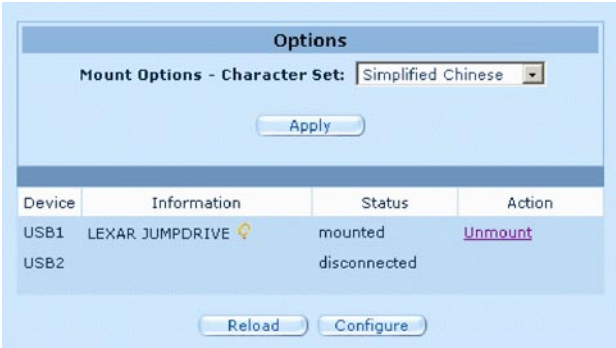 Options
Mount Options - Character Set: Simplified Chinese
Apply
Device Information Status Action
USB1 LEXAR JUMPDRIVE mounted Unmount
USB2 disconnected
Reload Configure